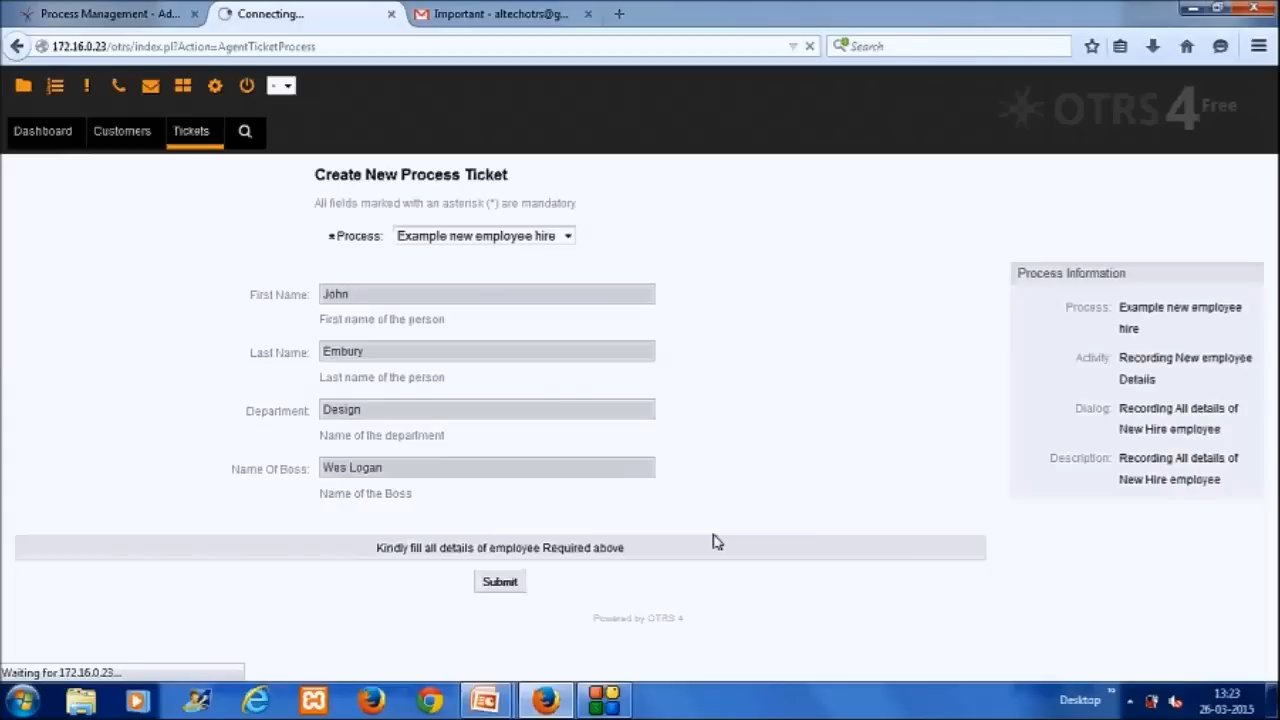 Process Management - Ad...
Connecting...
Important - altechotrs@g...
172.16.0.23/otrs/index.pl?Action=AgentTicketProcess
Search
OTRS 4 Free
Dashboard
Customers
Tickets
Create New Process Ticket
All fields marked with an asterisk (*) are mandatory.
* Process: Example new employee hire
First Name: John
First name of the person
Last Name: Embury
Last name of the person
Department: Design
Name of the department
Name Of Boss: Wes Logan
Name of the Boss
Kindly fill all details of employee Required above
Submit
Process Information
Process: Example new employee
hire
Activity: Recording New employee
Details
Dialog: Recording All details of
New Hire employee
Description: Recording All details of
New Hire employee
Powered by OTRS 4
Waiting for 172.16.0.23...
Desktop
13:23
26-03-2015